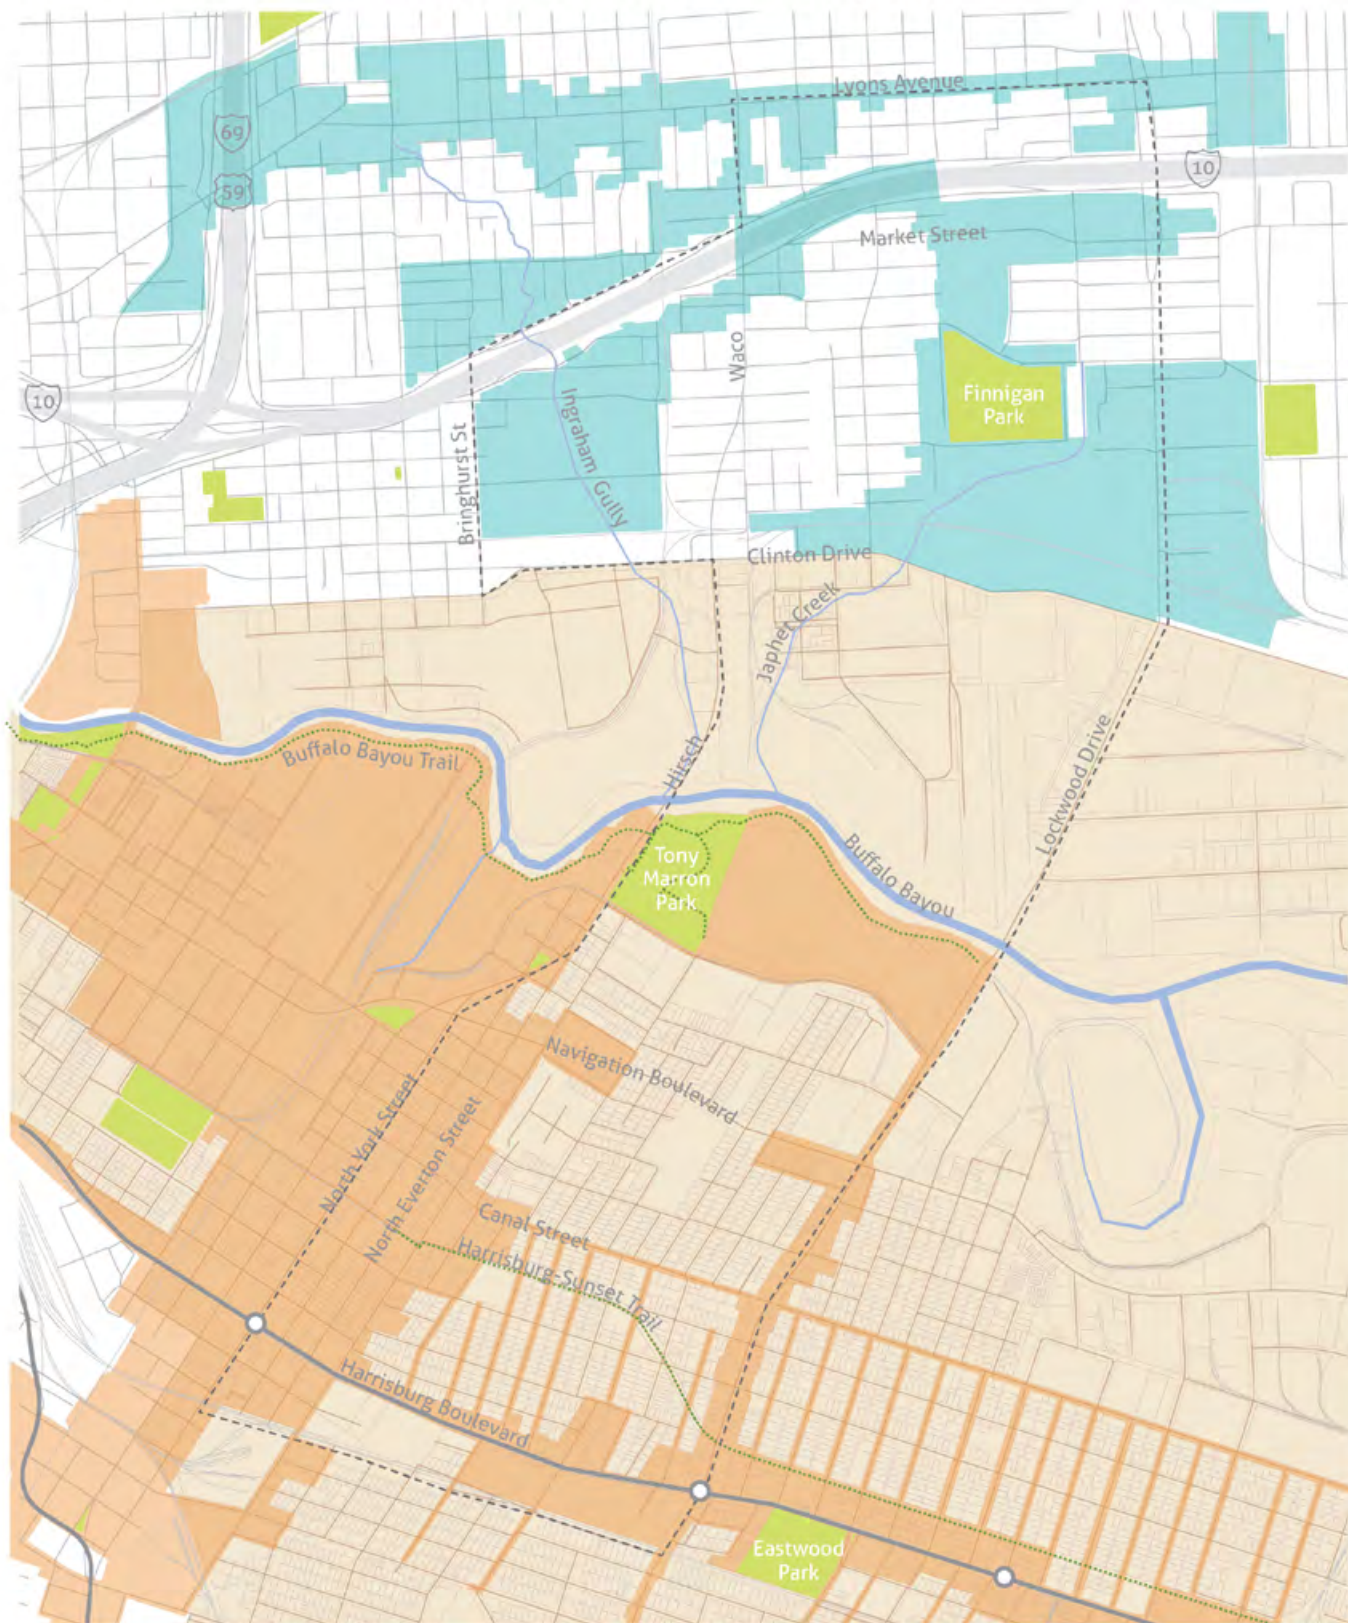 Lyons Avenue
69
59
10
Market Street
Waco
10
Finnigan
Park
Ingraham Gully
Bringhurst St
Clinton Drive
Japhet Creek
Buffalo Bayou Trail
Hirsch
Lockwood Drive
Tony
Marron
Park
Buffalo Bayou
Navigation Boulevard
North York Street
North Everton Street
Canal Street
Harrisburg-Sunset Trail
Harrisburg Boulevard
Eastwood
Park